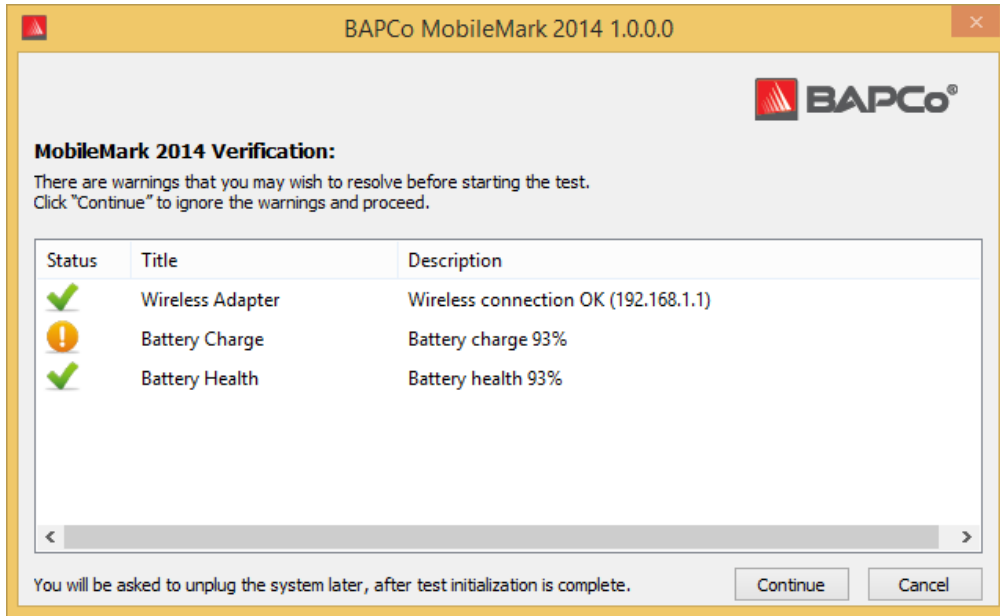 BAPCo MobileMark 2014 1.0.0.0
BAPCo®
MobileMark 2014 Verification:
There are warnings that you may wish to resolve before starting the test.
Click "Continue" to ignore the warnings and proceed.
Status Title Description
Wireless Adapter Wireless connection OK (192.168.1.1)
Battery Charge Battery charge 93%
Battery Health Battery health 93%
You will be asked to unplug the system later, after test initialization is complete. Continue Cancel